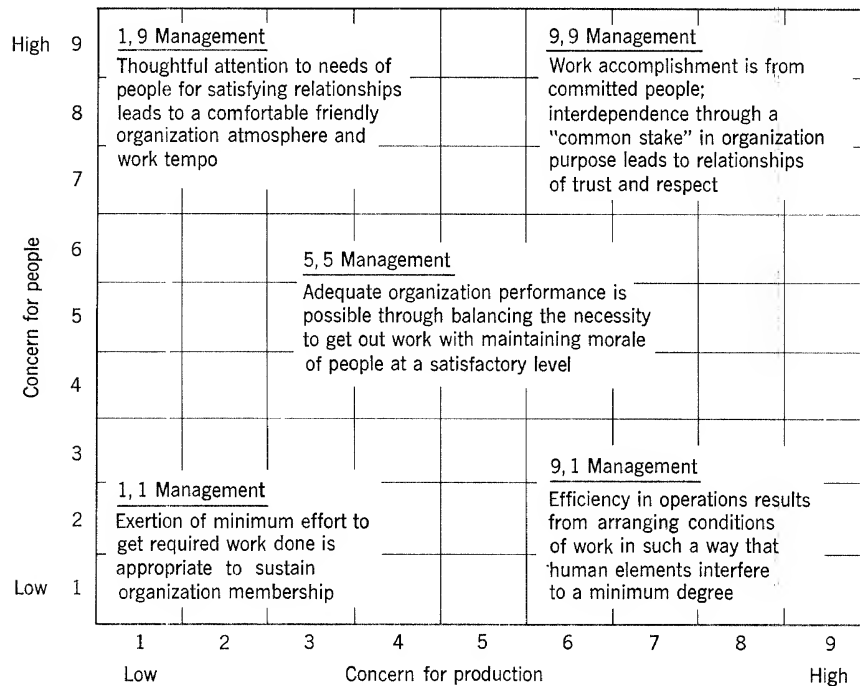 High 9
8
7
6
5
4
3
2
Low 1
Concern for people
1, 9 Management
Thoughtful attention to needs of
people for satisfying relationships
leads to a comfortable friendly
organization atmosphere and
work tempo
9, 9 Management
Work accomplishment is from
committed people;
interdependence through a
"common stake" in organization
purpose leads to relationships
of trust and respect
5, 5 Management
Adequate organization performance is
possible through balancing the necessity
to get out work with maintaining morale
of people at a satisfactory level
1, 1 Management
Exertion of minimum effort to
get required work done is
appropriate to sustain
organization membership
9, 1 Management
Efficiency in operations results
from arranging conditions
of work in such a way that
human elements interfere
to a minimum degree
1 2 3 4 5 6 7 8 9
Low Concern for production High